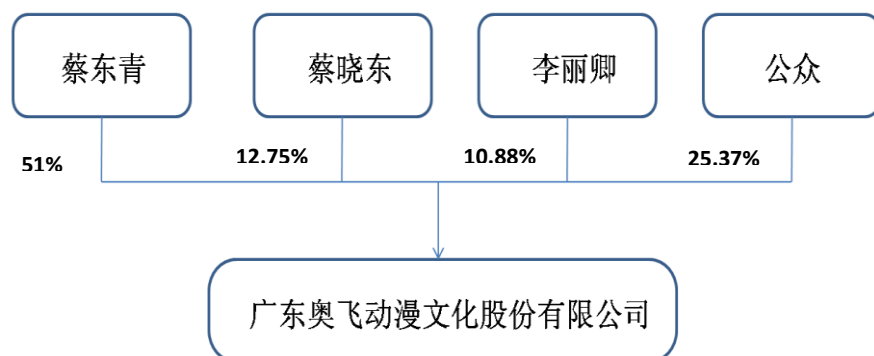 蔡东青
蔡晓东
李丽卿
公众
51%
12.75%
10.88%
25.37%
广东奥飞动漫文化股份有限公司